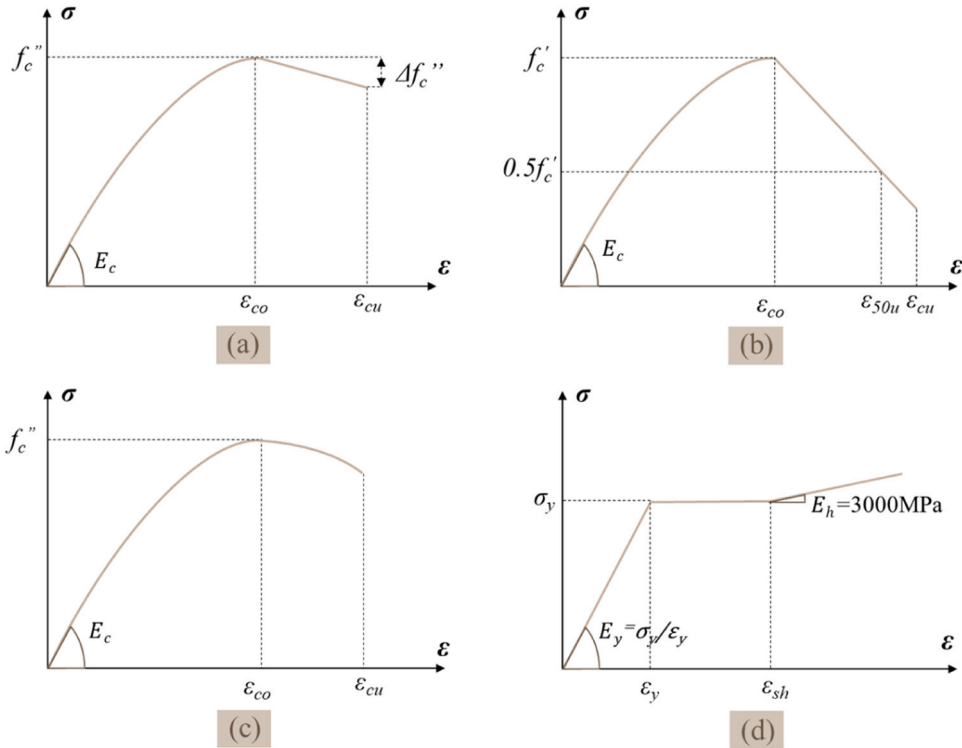 σ
f_c''
Δf_c''
E_c
ε
ε_co
ε_cu
(a)
σ
f_c'
0.5f_c'
E_c
ε
ε_co
ε_50u
ε_cu
(b)
σ
f_c''
E_c
ε
ε_co
ε_cu
(c)
σ
σ_y
E_h=3000MPa
E_y=σ_y/ε_y
ε
ε_y
ε_sh
(d)